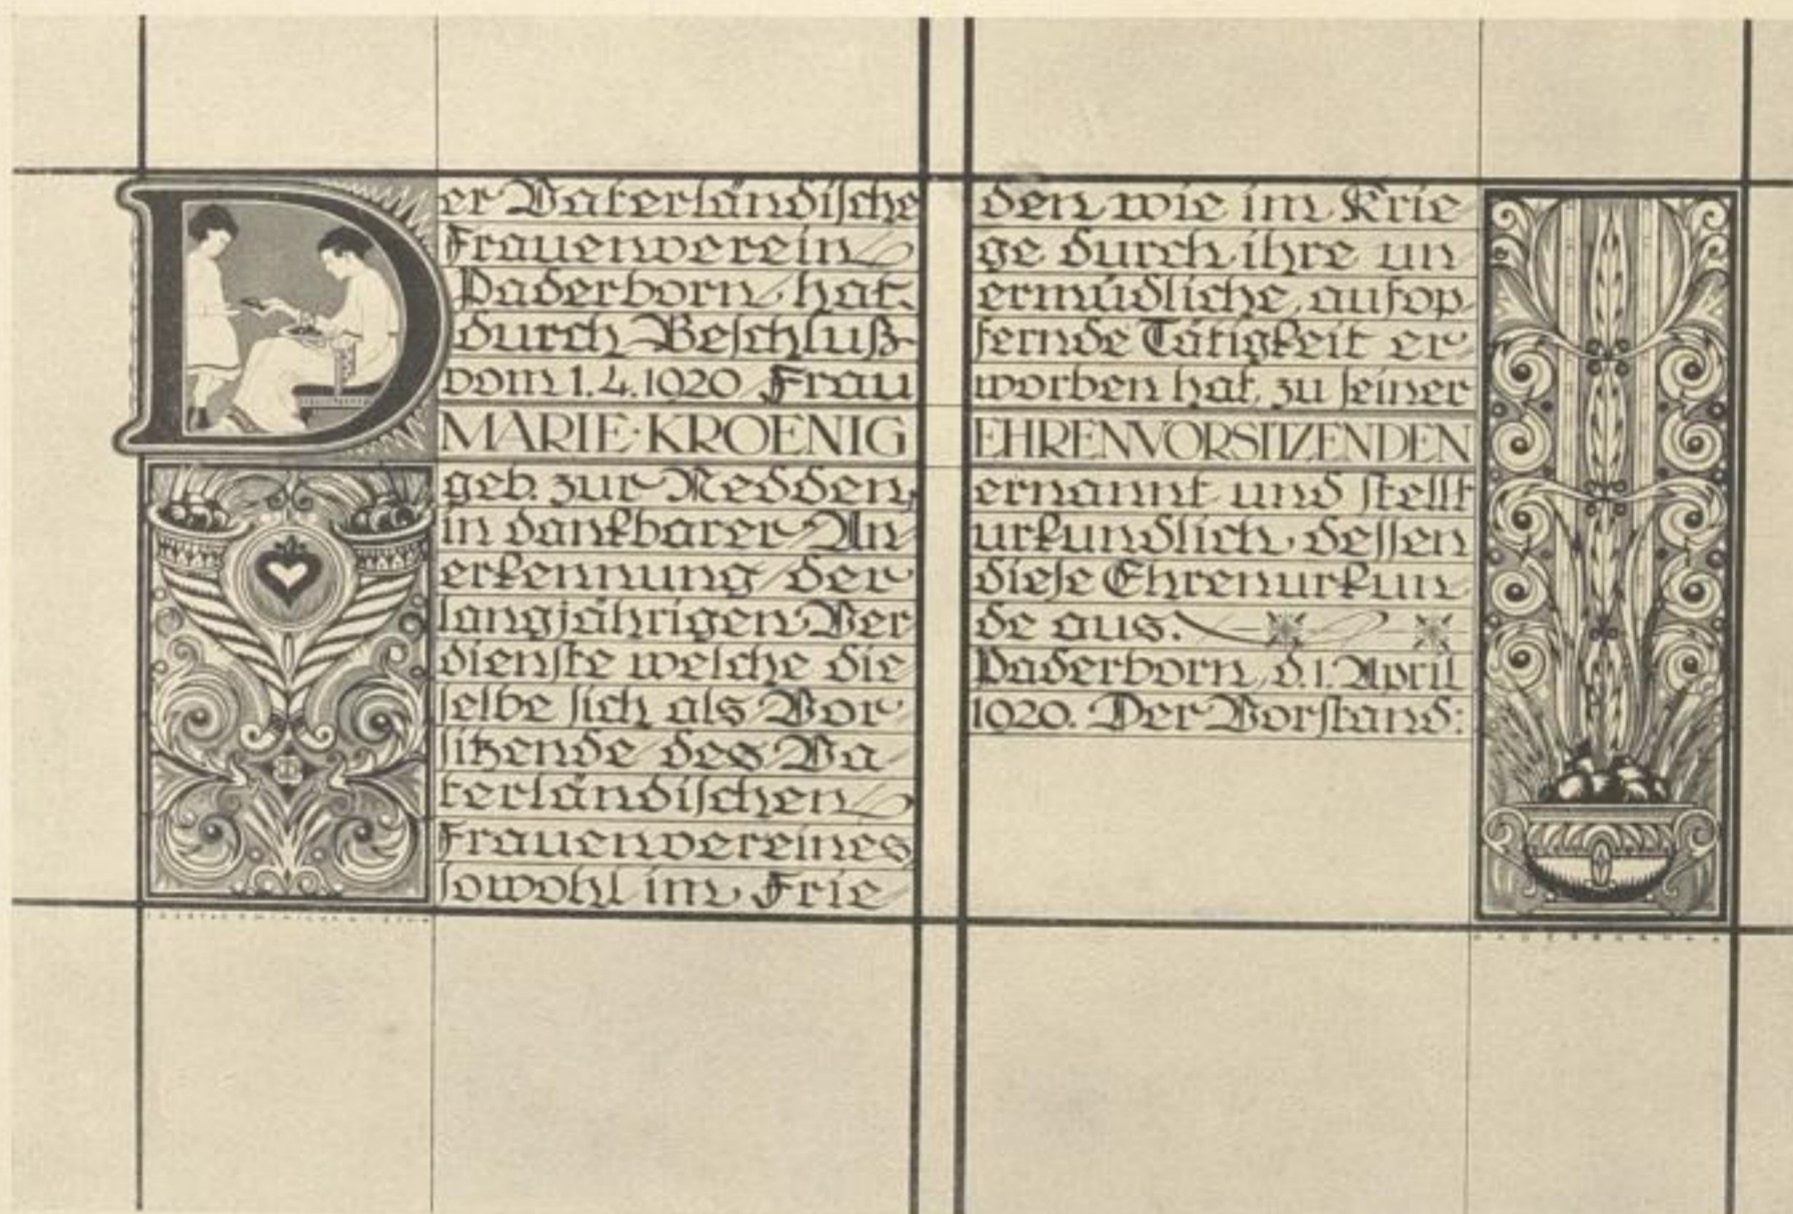 Der Vaterländische
Frauenverein
Paderborn hat
durch Beschluß
vom 1.4.1920 Frau
MARIE·KROENIG
geb. zur Nedden,
in dankbarer An-
erkennung der
langjährigen Ver
dienste welche die
selbe sich als Vor-
sitzende des Va-
terländischen
Frauenvereines
sowohl im Frie-
den wie im Krie-
ge durch ihre un
ermüdliche, aufop-
fernde Tätigkeit er-
worben hat, zu seiner
EHRENVORSITZENDEN
ernannt und stellt
urkundlich dessen
diese Ehrenurkun-
de aus.
Paderborn, d. 1. April
1920. Der Vorstand: